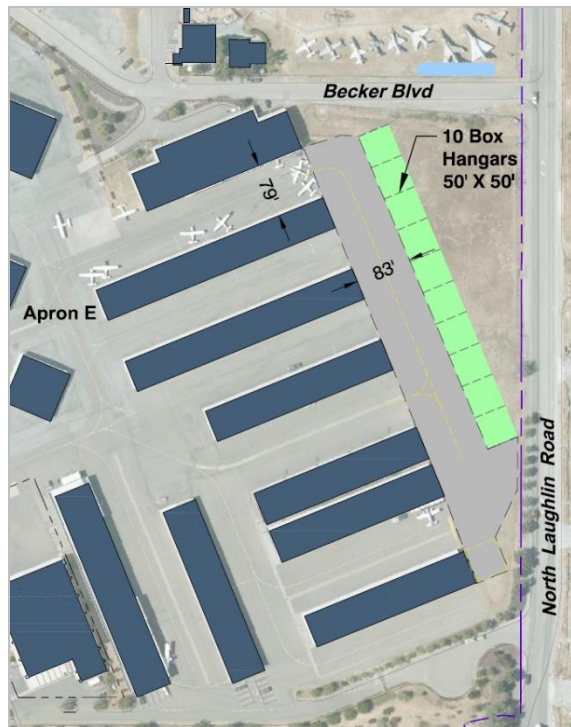 Becker Blvd
10 Box
Hangars
50' X 50'
79'
83'
Apron E
North Laughlin Road